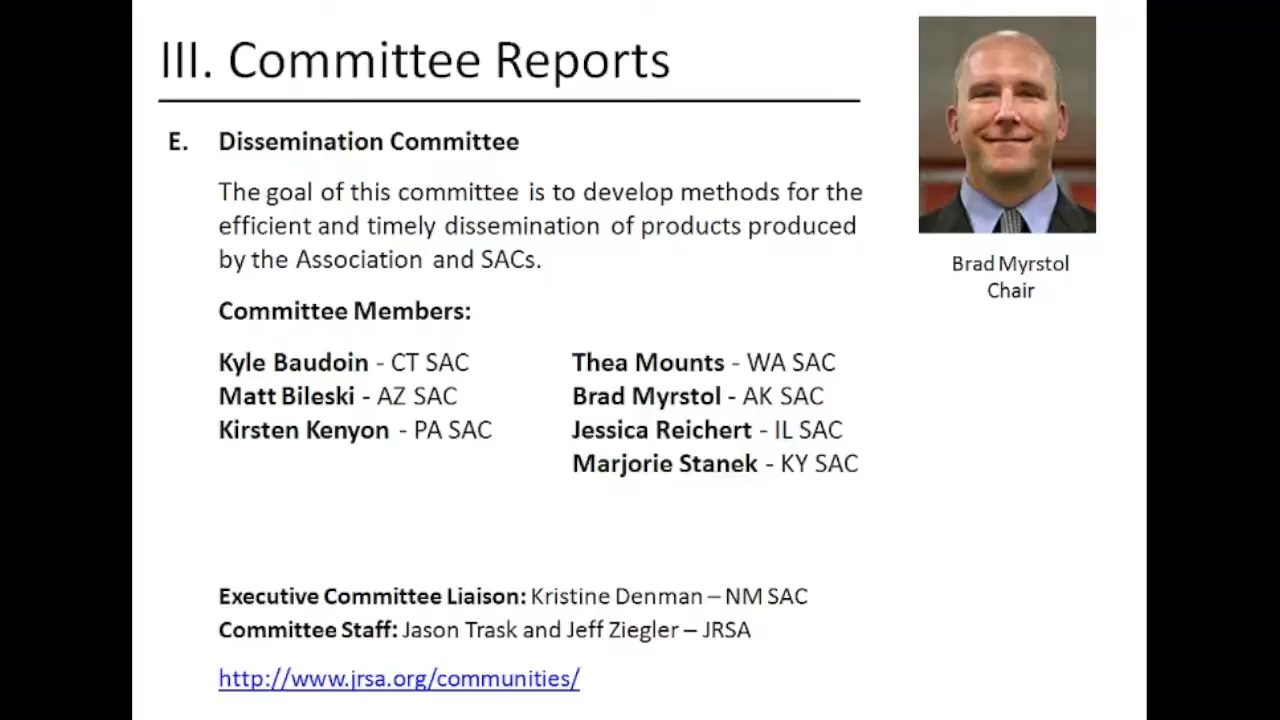 III. Committee Reports
E. Dissemination Committee
The goal of this committee is to develop methods for the
efficient and timely dissemination of products produced
by the Association and SACs.
Brad Myrstol
Chair
Committee Members:
Kyle Baudoin - CT SAC
Matt Bileski - AZ SAC
Kirsten Kenyon - PA SAC
Thea Mounts - WA SAC
Brad Myrstol - AK SAC
Jessica Reichert - IL SAC
Marjorie Stanek - KY SAC
Executive Committee Liaison: Kristine Denman – NM SAC
Committee Staff: Jason Trask and Jeff Ziegler – JRSA
http://www.jrsa.org/communities/